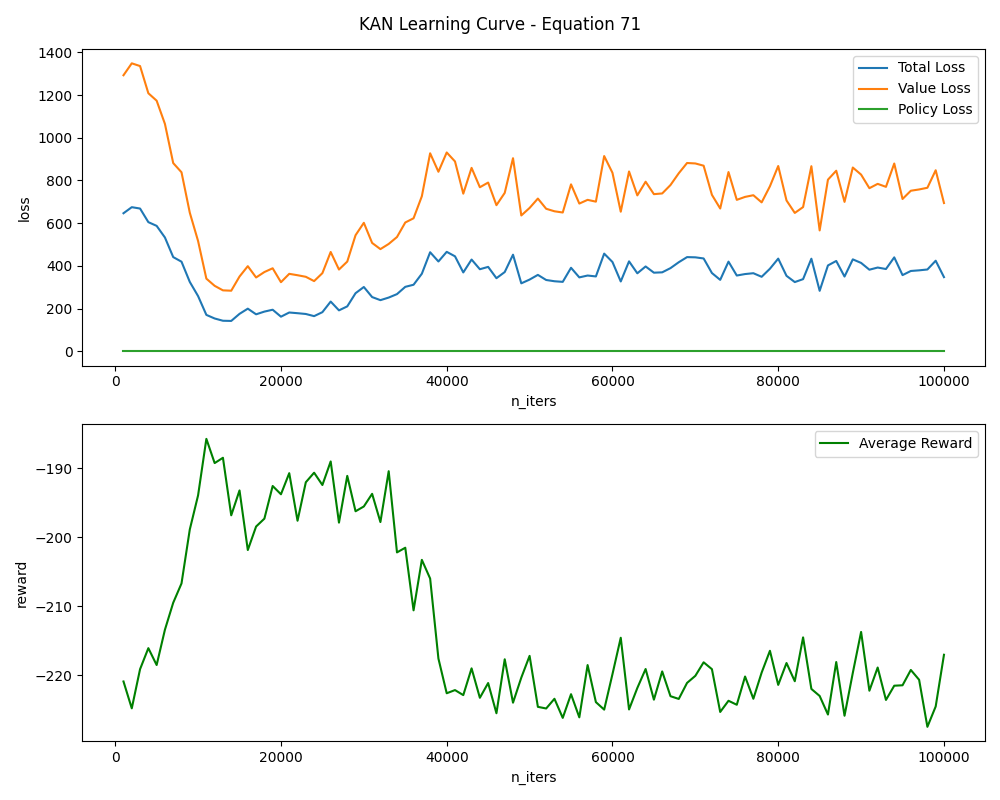 KAN Learning Curve - Equation 71
1400
1200
1000
800
600
400
200
0
loss
Total Loss
Value Loss
Policy Loss
0 20000 40000 60000 80000 100000
n_iters
−190
−200
−210
−220
reward
Average Reward
0 20000 40000 60000 80000 100000
n_iters